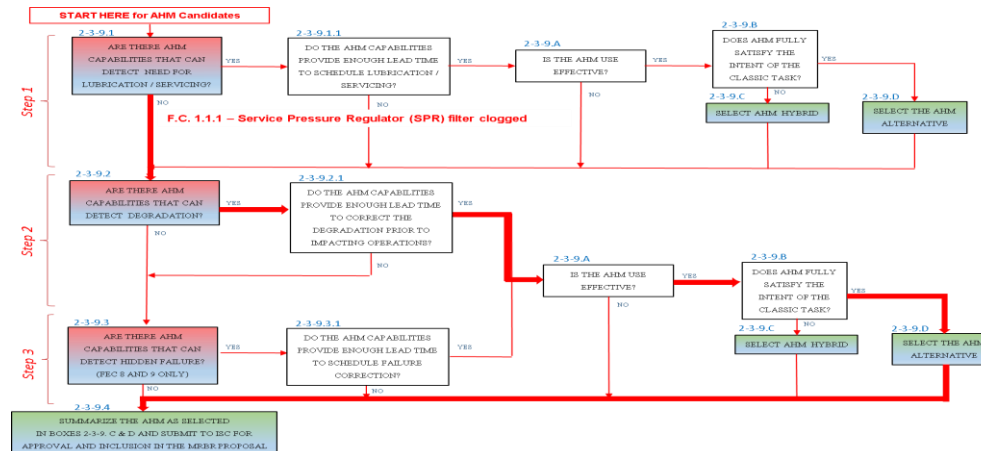 START HERE for AHM Candidates
2-3-9.1
ARE THERE AHM
CAPABILITIES THAT CAN
DETECT NEED FOR
LUBRICATION / SERVICING?
YES
NO
2-3-9.1.1
DO THE AHM CAPABILITIES
PROVIDE ENOUGH LEAD TIME
TO SCHEDULE LUBRICATION /
SERVICING?
YES
NO
2-3-9.A
IS THE AHM USE
EFFECTIVE?
YES
NO
2-3-9.B
DOES AHM FULLY
SATISFY THE
INTENT OF THE
CLASSIC TASK?
YES
NO
2-3-9.C
SELECT AHM HYBRID
2-3-9.D
SELECT THE AHM
ALTERNATIVE
Step 1
F.C. 1.1.1 – Service Pressure Regulator (SPR) filter clogged
2-3-9.2
ARE THERE AHM
CAPABILITIES THAT CAN
DETECT DEGRADATION?
YES
NO
2-3-9.2.1
DO THE AHM CAPABILITIES
PROVIDE ENOUGH LEAD TIME
TO CORRECT THE
DEGRADATION PRIOR TO
IMPACTING OPERATIONS?
YES
NO
Step 2
2-3-9.A
IS THE AHM USE
EFFECTIVE?
YES
NO
2-3-9.B
DOES AHM FULLY
SATISFY THE
INTENT OF THE
CLASSIC TASK?
YES
NO
2-3-9.C
SELECT AHM HYBRID
2-3-9.D
SELECT THE AHM
ALTERNATIVE
2-3-9.3
ARE THERE AHM
CAPABILITIES THAT CAN
DETECT HIDDEN FAILURE?
(FEC 8 AND 9 ONLY)
YES
NO
2-3-9.3.1
DO THE AHM CAPABILITIES
PROVIDE ENOUGH LEAD TIME
TO SCHEDULE FAILURE
CORRECTION?
YES
NO
Step 3
2-3-9.4
SUMMARIZE THE AHM AS SELECTED
IN BOXES 2-3-9. C & D AND SUBMIT TO ISC FOR
APPROVAL AND INCLUSION IN THE MRBR PROPOSAL